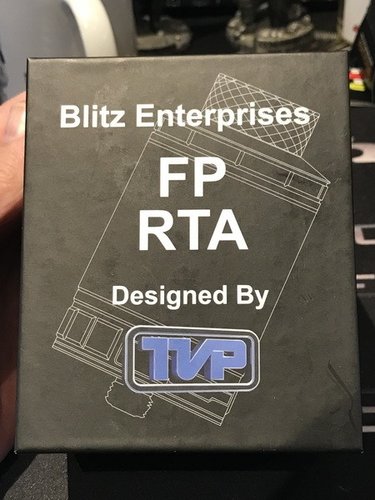 Blitz Enterprises
FP
RTA
Designed By
TVP